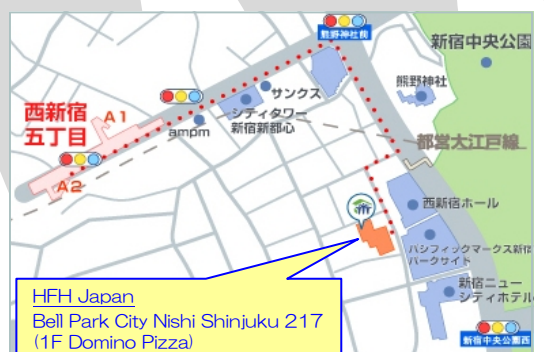 熊野神社前
新宿中央公園
サンクス
熊野神社
シティタワー
新宿新都心
西新宿
五丁目
A1
ampm
都営大江戸線
A2
西新宿ホール
パシフィックマークス新宿
パークサイト
新宿ニュー
シティホテル
新宿中央公園西
HFH Japan
Bell Park City Nishi Shinjuku 217
(1F Domino Pizza)